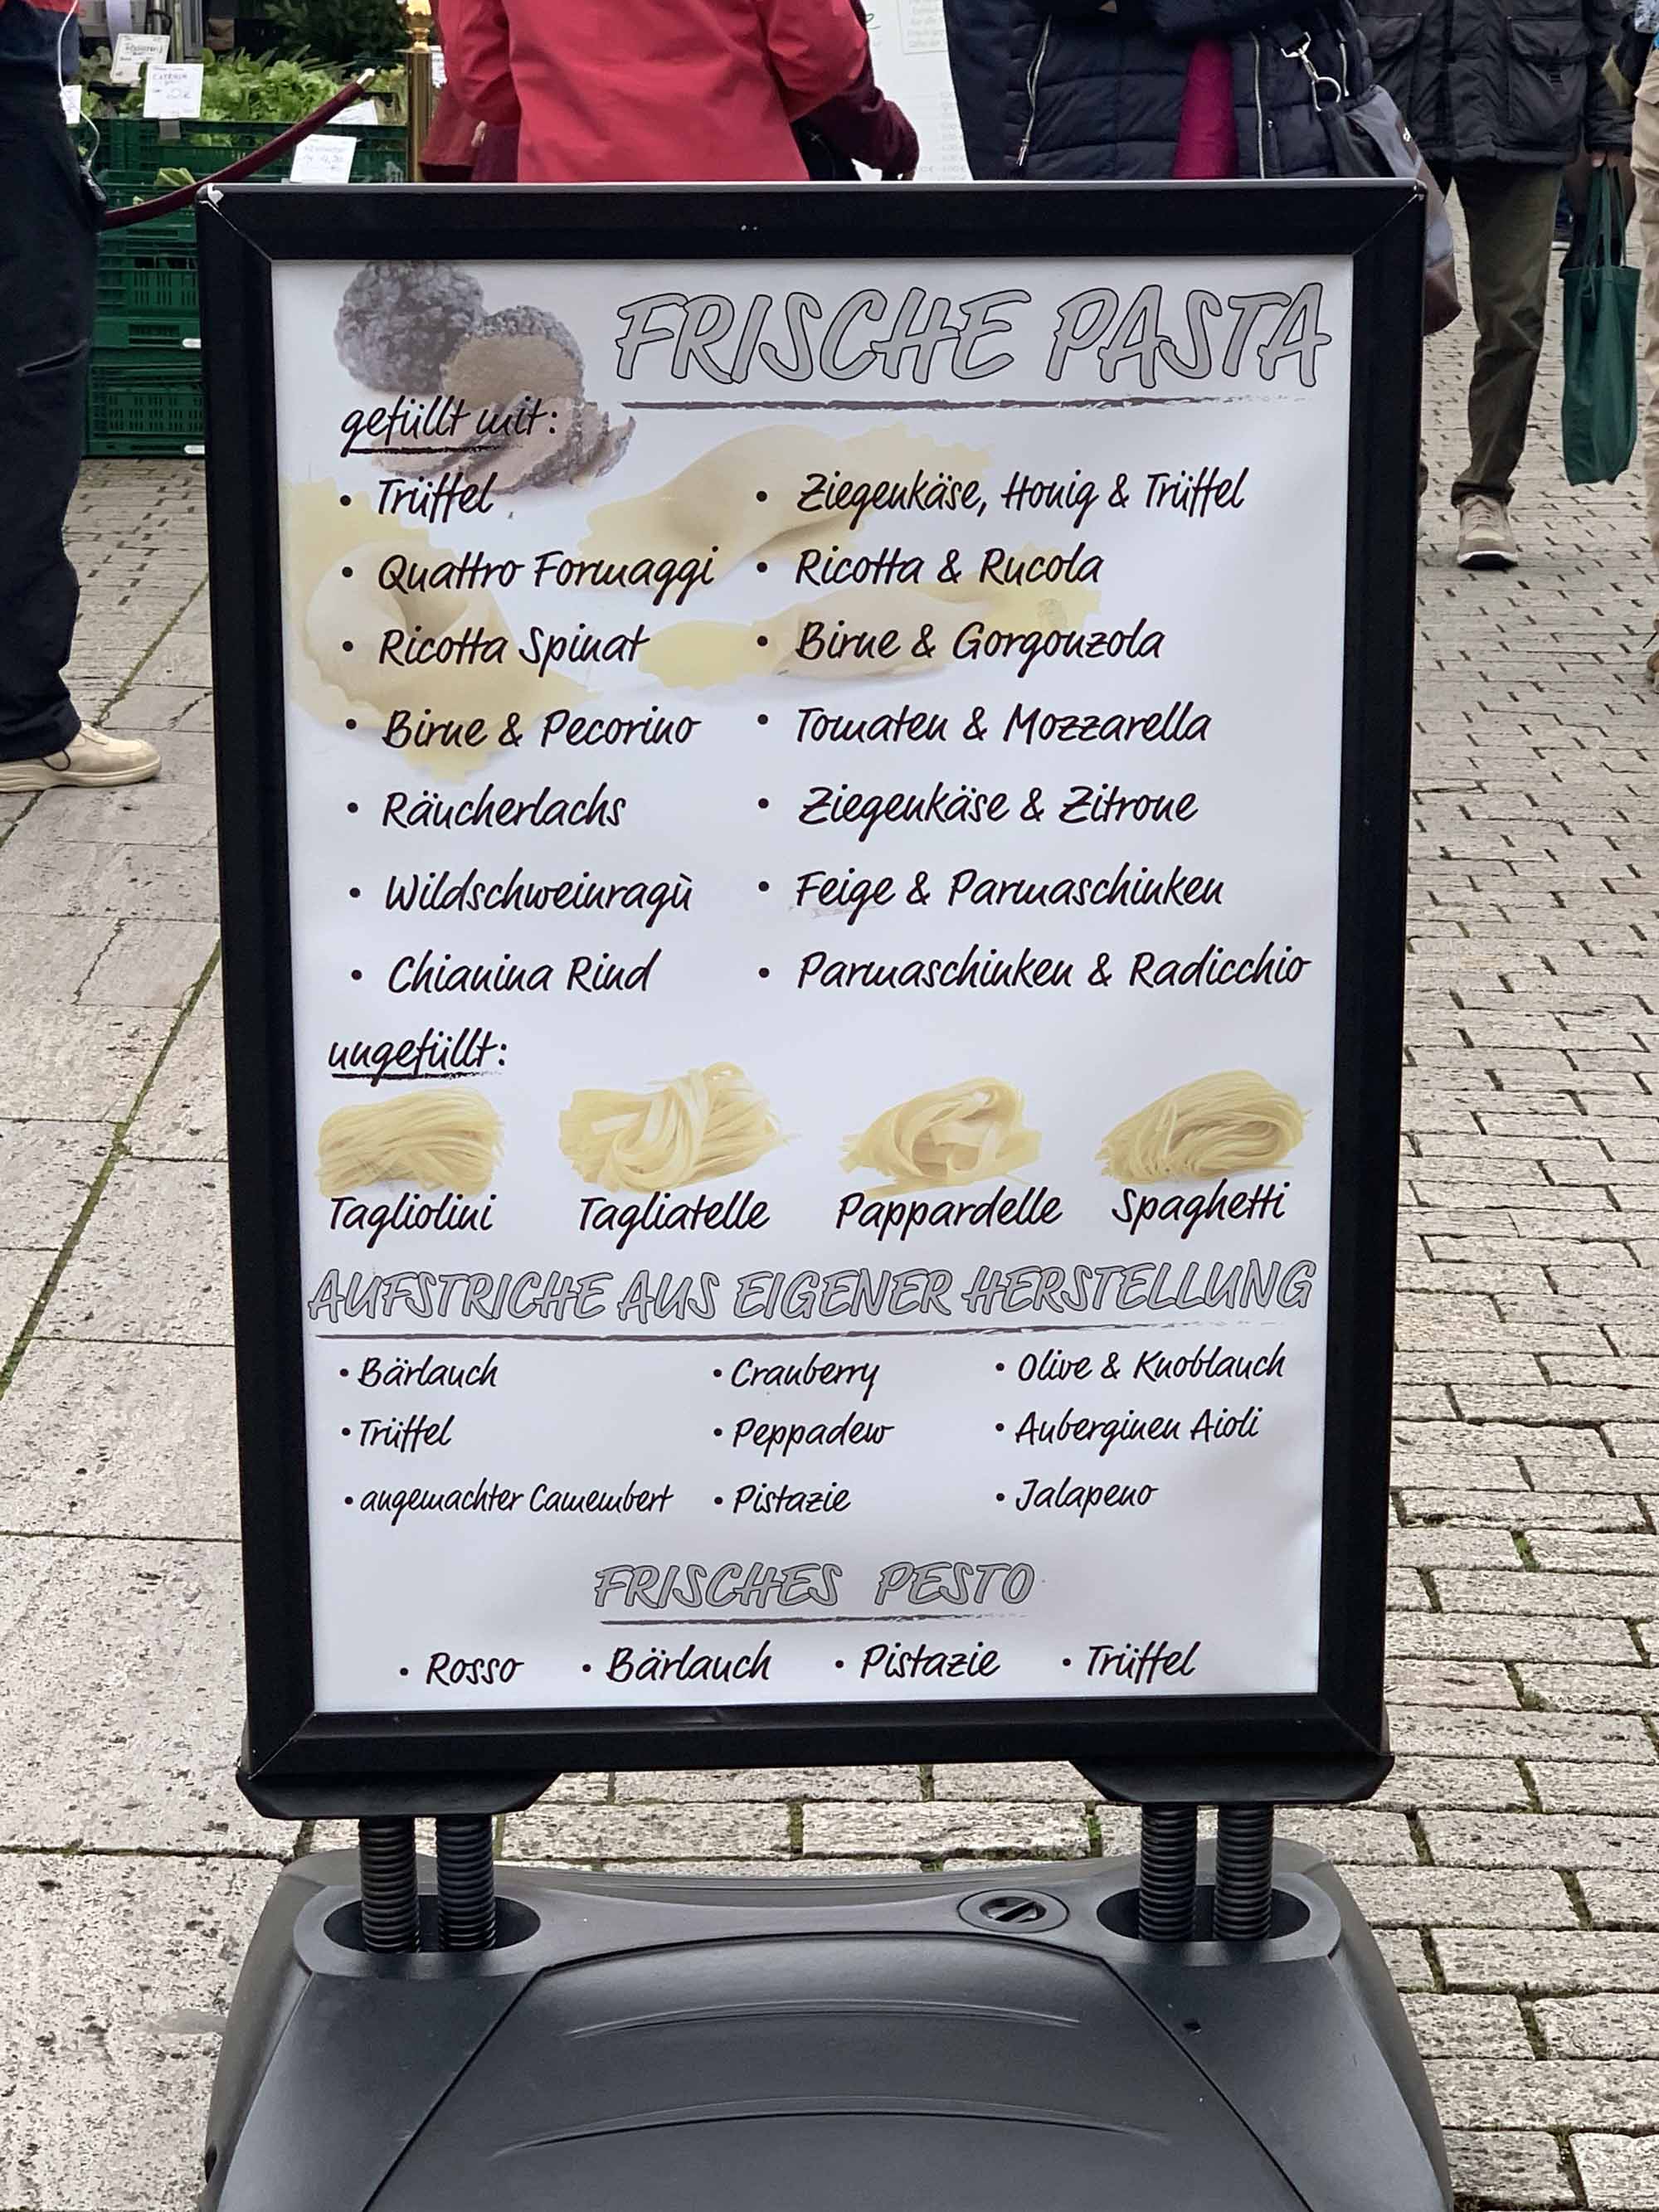 FRISCHE PASTA
gefüllt mit:
• Trüffel
• Quattro Formaggi
• Ricotta Spinat
• Birne & Pecorino
• Räucherlachs
• Wildschweinragù
• Chianina Rind
• Ziegenkäse, Honig & Trüffel
• Ricotta & Rucola
• Birne & Gorgonzola
• Tomaten & Mozzarella
• Ziegenkäse & Zitrone
• Feige & Parmaschinken
• Parmaschinken & Radicchio
ungefüllt:
Tagliolini Tagliatelle Pappardelle Spaghetti
AUFSTRICHE AUS EIGENER HERSTELLUNG
• Bärlauch
• Trüffel
• angemachter Camembert
• Cranberry
• Peppadew
• Pistazie
• Olive & Knoblauch
• Auberginen Aioli
• Jalapeno
FRISCHES PESTO
• Rosso • Bärlauch • Pistazie • Trüffel